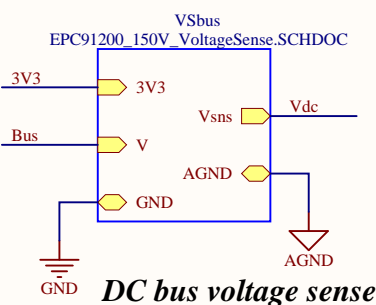 VSbus
EPC91200_150V_VoltageSense.SCHDOC
3V3
3V3
Vsns
Vdc
Bus
V
AGND
GND
AGND
GND
DC bus voltage sense